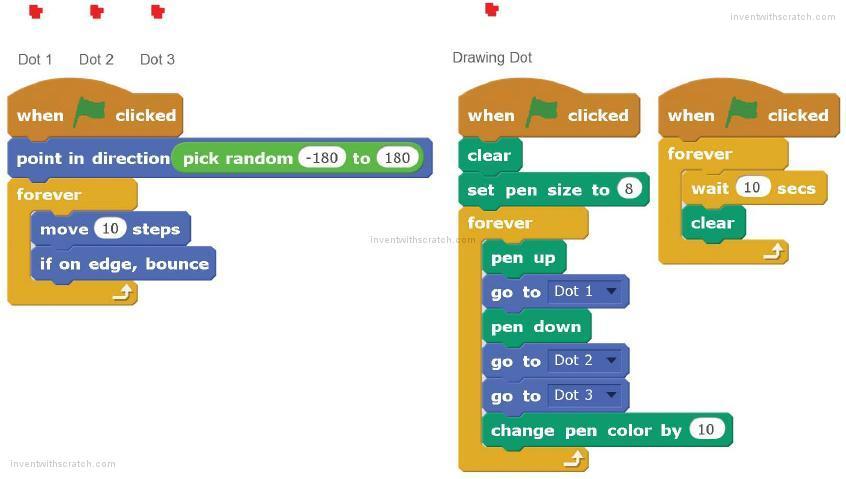 inventwithscratch.com
Dot 1 Dot 2 Dot 3
Drawing Dot
when clicked
point in direction pick random -180 to 180
forever
move 10 steps
if on edge, bounce
when clicked
clear
set pen size to 8
forever
pen up
go to Dot 1
pen down
go to Dot 2
go to Dot 3
change pen color by 10
when clicked
forever
wait 10 secs
clear
inventwithscratch.com
inventwithscratch.com